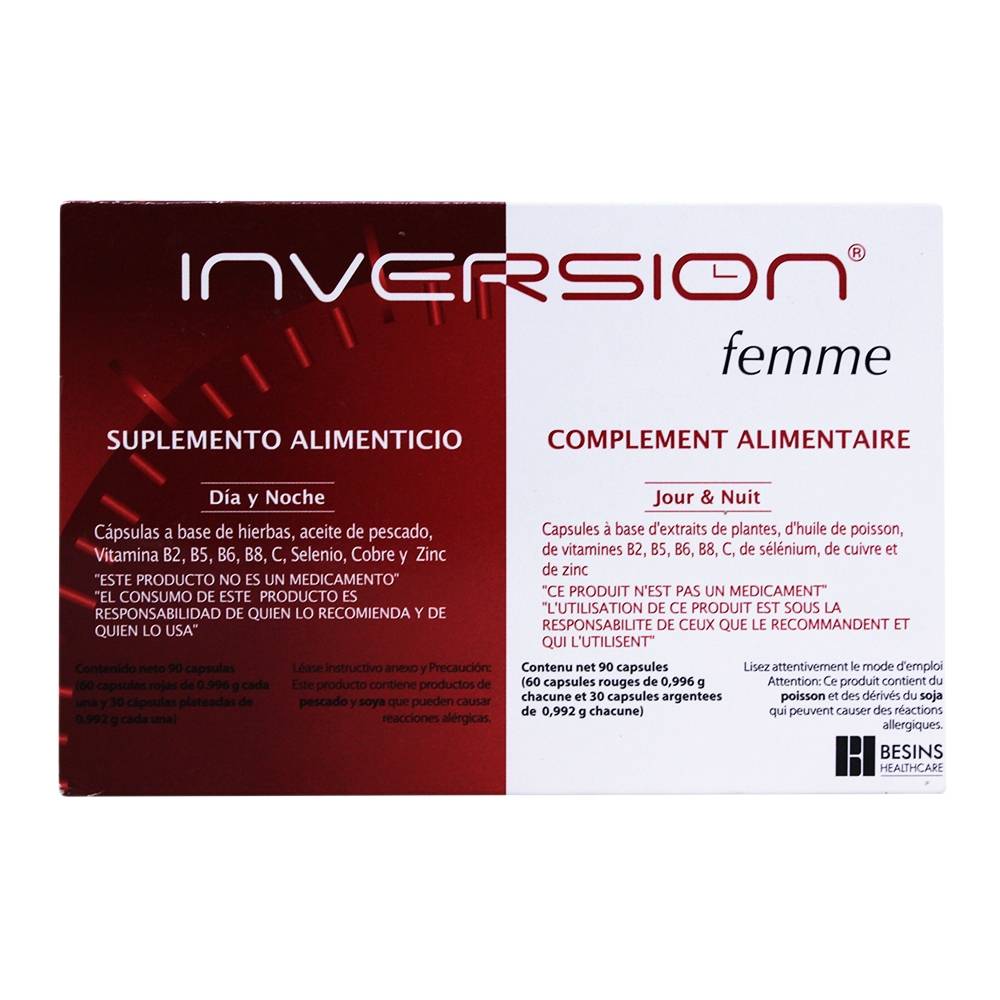 INVERSION®
femme
SUPLEMENTO ALIMENTICIO
Día y Noche
Cápsulas a base de hierbas, aceite de pescado,
Vitamina B2, B5, B6, B8, C, Selenio, Cobre y Zinc
"ESTE PRODUCTO NO ES UN MEDICAMENTO"
"EL CONSUMO DE ESTE PRODUCTO ES
RESPONSABILIDAD DE QUIEN LO RECOMIENDA Y DE
QUIEN LO USA"
Contenido neto 90 capsulas
(60 capsulas rojas de 0.996 g cada
una y 30 cápsulas plateadas de
0.992 g cada una)
Léase instructivo anexo y Precaución:
Este producto contiene productos de
pescado y soya que pueden causar
reacciones alérgicas.
COMPLEMENT ALIMENTAIRE
Jour & Nuit
Capsules à base d'extraits de plantes, d'huile de poisson,
de vitamines B2, B5, B6, B8, C, de sélénium, de cuivre et
de zinc
"CE PRODUIT N'EST PAS UN MEDICAMENT"
"L'UTILISATION DE CE PRODUIT EST SOUS LA
RESPONSABILITE DE CEUX QUE LE RECOMMANDENT ET
QUI L'UTILISENT"
Contenu net 90 capsules
(60 capsules rouges de 0,996 g
chacune et 30 capsules argentees
de 0,992 g chacune)
Lisez attentivement le mode d'emploi
Attention: Ce produit contient du
poisson et des dérivés du soja
qui peuvent causer des réactions
allergiques.
BESINS
HEALTHCARE